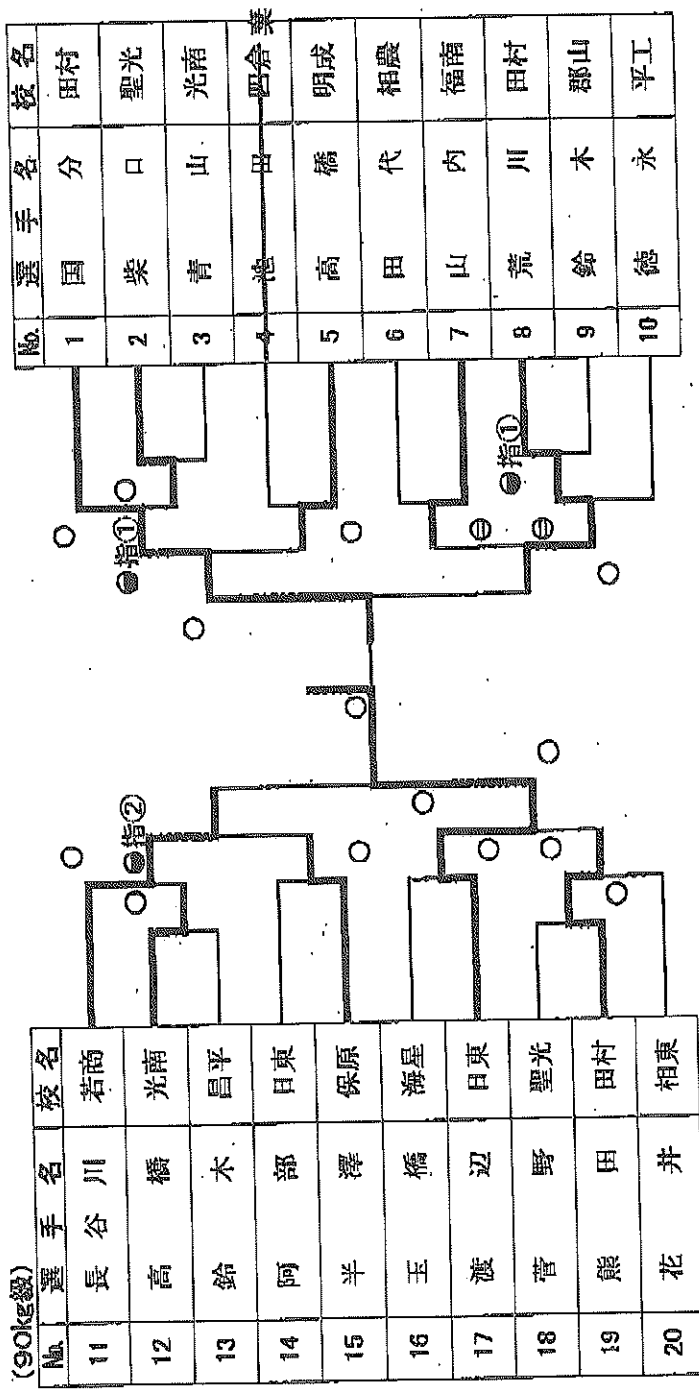 (90kg級)
No. 選手名 校名
11 長谷川 若商
12 高橋 光南
13 鈴木 昌平
14 阿部 日東
15 半澤 保原
16 玉橋 海星
17 渡辺 日東
18 菅野 聖光
19 熊田 田村
20 花井 相東
指②
指①
指①
No. 選手名 校名
1 国分 田村
2 柴口 聖光
3 青山 光南
4 池田 四倉 棄
5 高橋 明成
6 田代 相農
7 山内 福南
8 荒川 田村
9 鈴木 郡山
10 徳永 平工